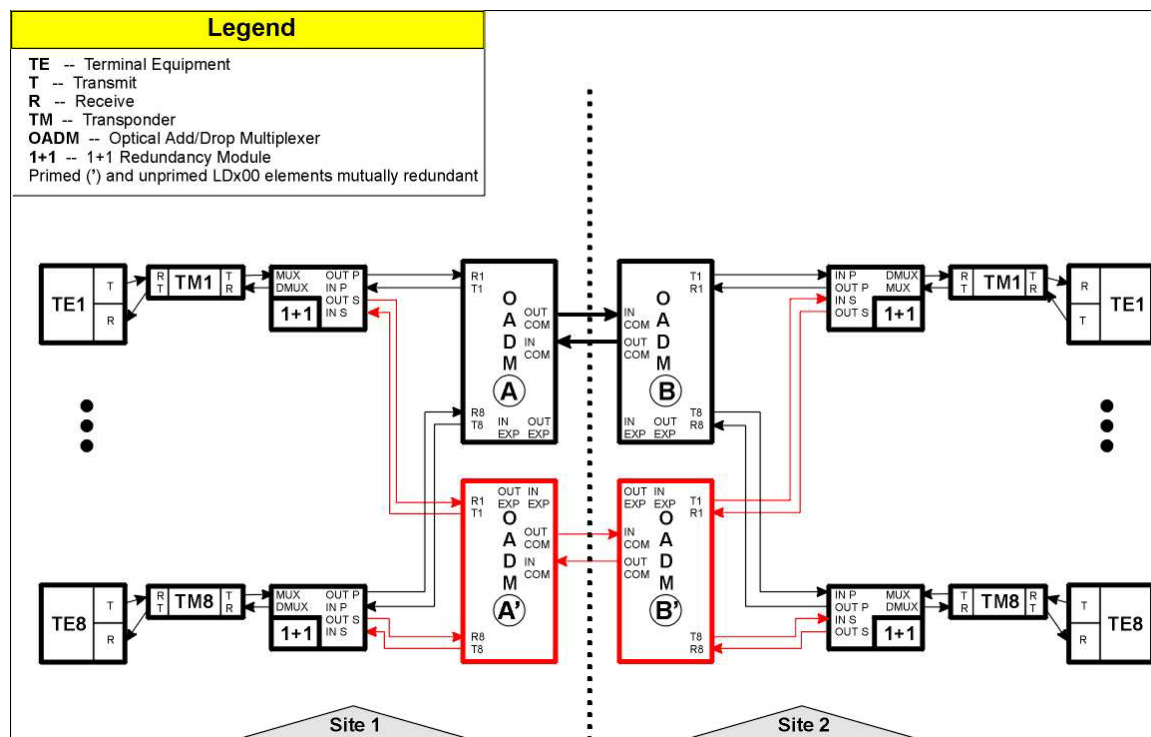 Legend
TE -- Terminal Equipment
T -- Transmit
R -- Receive
TM -- Transponder
OADM -- Optical Add/Drop Multiplexer
1+1 -- 1+1 Redundancy Module
Primed (') and unprimed LDx00 elements mutually redundant
TE1
T
R
R
T
TM1
T
R
MUX
DMUX
OUT P
IN P
OUT S
IN S
1+1
R1
T1
OADM
A
OUT COM
IN COM
R8
T8
IN EXP
OUT EXP
IN COM
OUT COM
OADM
B
T1
R1
T8
R8
IN EXP
OUT EXP
IN P
OUT P
IN S
OUT S
DMUX
MUX
1+1
R
T
TM1
T
R
R
T
TE1
R1
T1
OUT EXP
IN EXP
OADM
A'
OUT COM
IN COM
R8
T8
OUT EXP
IN EXP
IN COM
OUT COM
OADM
B'
T1
R1
T8
R8
TE8
T
R
R
T
TM8
T
R
MUX
DMUX
OUT P
IN P
OUT S
IN S
1+1
IN P
OUT P
IN S
OUT S
MUX
DMUX
1+1
T
R
TM8
R
T
T
R
TE8
Site 1
Site 2